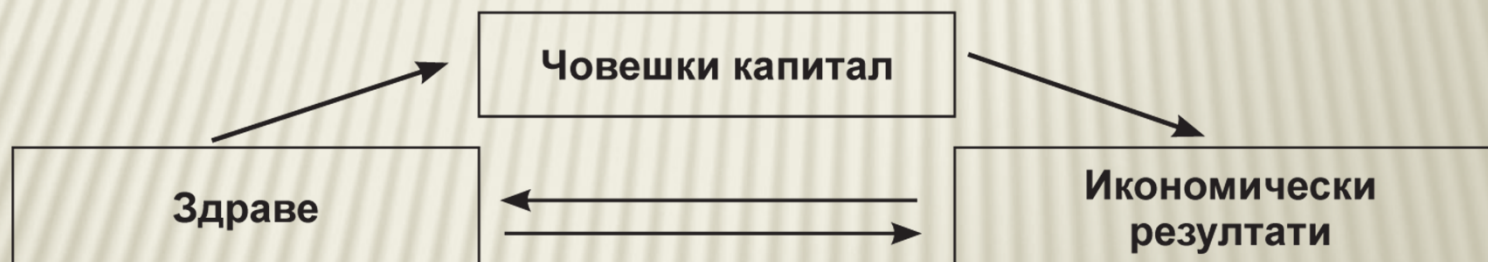 Човешки капитал
Здраве
Икономически
резултати